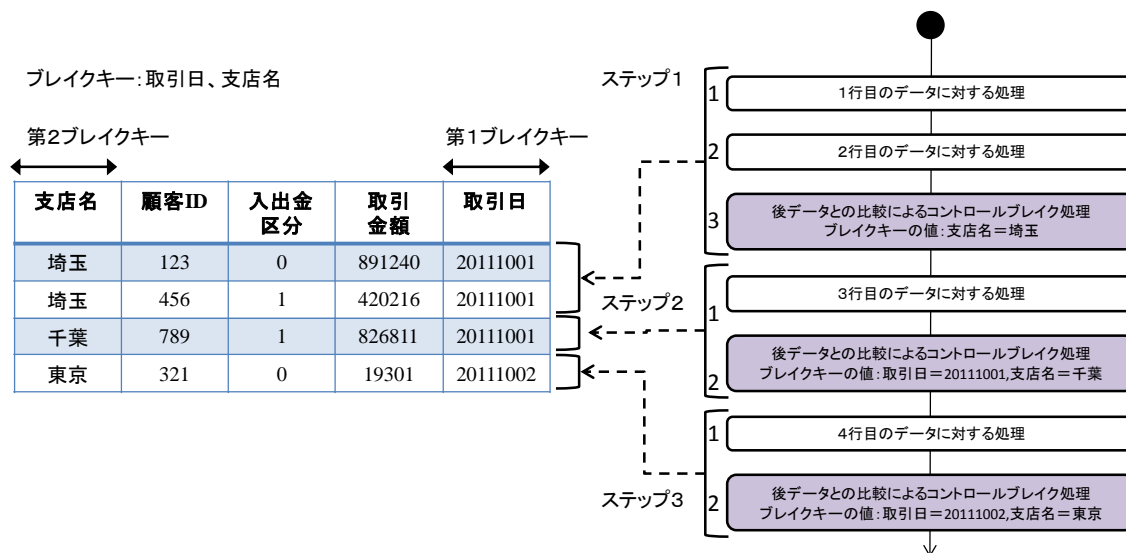 ブレイクキー：取引日、支店名
第2ブレイクキー
第1ブレイクキー
支店名 顧客ID 入出金 取引 取引日
区分 金額
埼玉 123 0 891240 20111001
埼玉 456 1 420216 20111001
千葉 789 1 826811 20111001
東京 321 0 19301 20111002
ステップ1
1 1行目のデータに対する処理
2 2行目のデータに対する処理
3 後データとの比較によるコントロールブレイク処理
ブレイクキーの値：支店名＝埼玉
ステップ2
1 3行目のデータに対する処理
2 後データとの比較によるコントロールブレイク処理
ブレイクキーの値：取引日＝20111001,支店名＝千葉
ステップ3
1 4行目のデータに対する処理
2 後データとの比較によるコントロールブレイク処理
ブレイクキーの値：取引日＝20111002,支店名＝東京